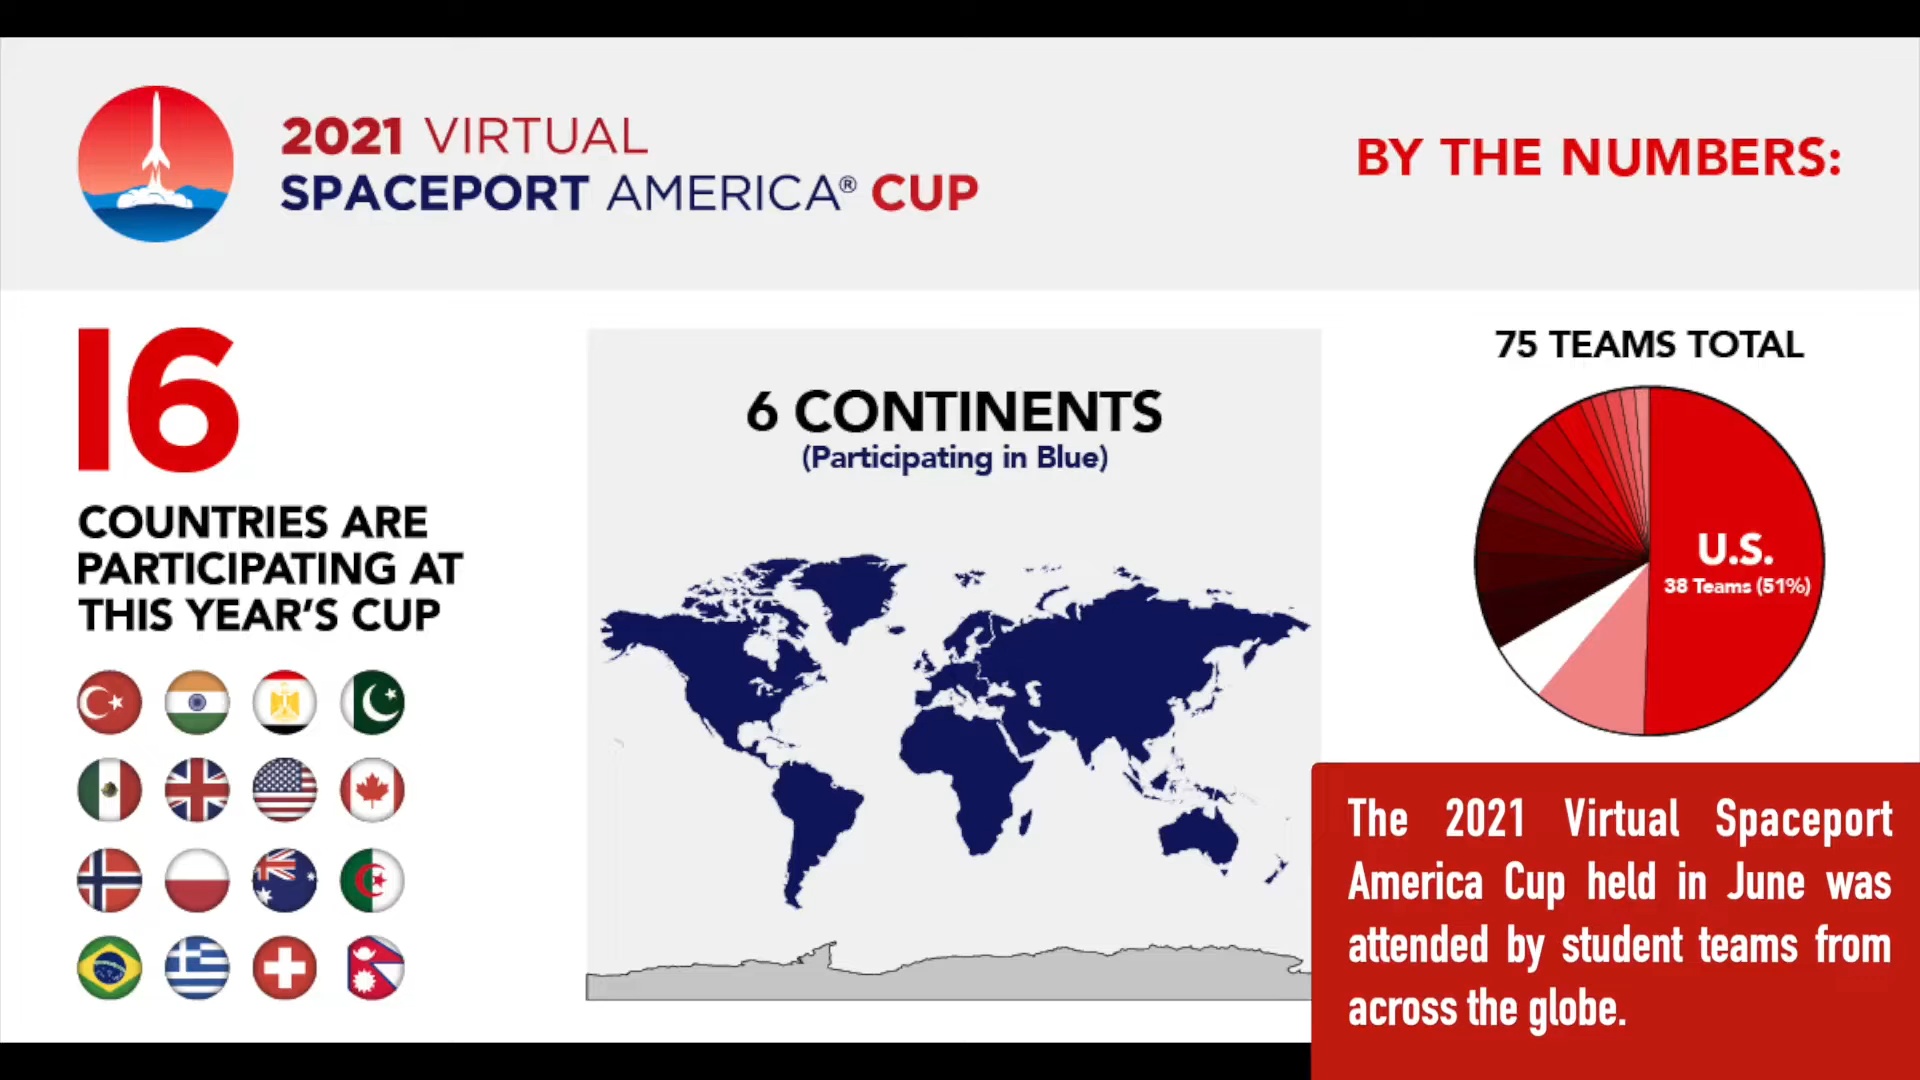 2021 VIRTUAL
SPACEPORT AMERICA® CUP
BY THE NUMBERS:
16
COUNTRIES ARE
PARTICIPATING AT
THIS YEAR'S CUP
6 CONTINENTS
(Participating in Blue)
75 TEAMS TOTAL
U.S.
38 Teams (51%)
The 2021 Virtual Spaceport
America Cup held in June was
attended by student teams from
across the globe.